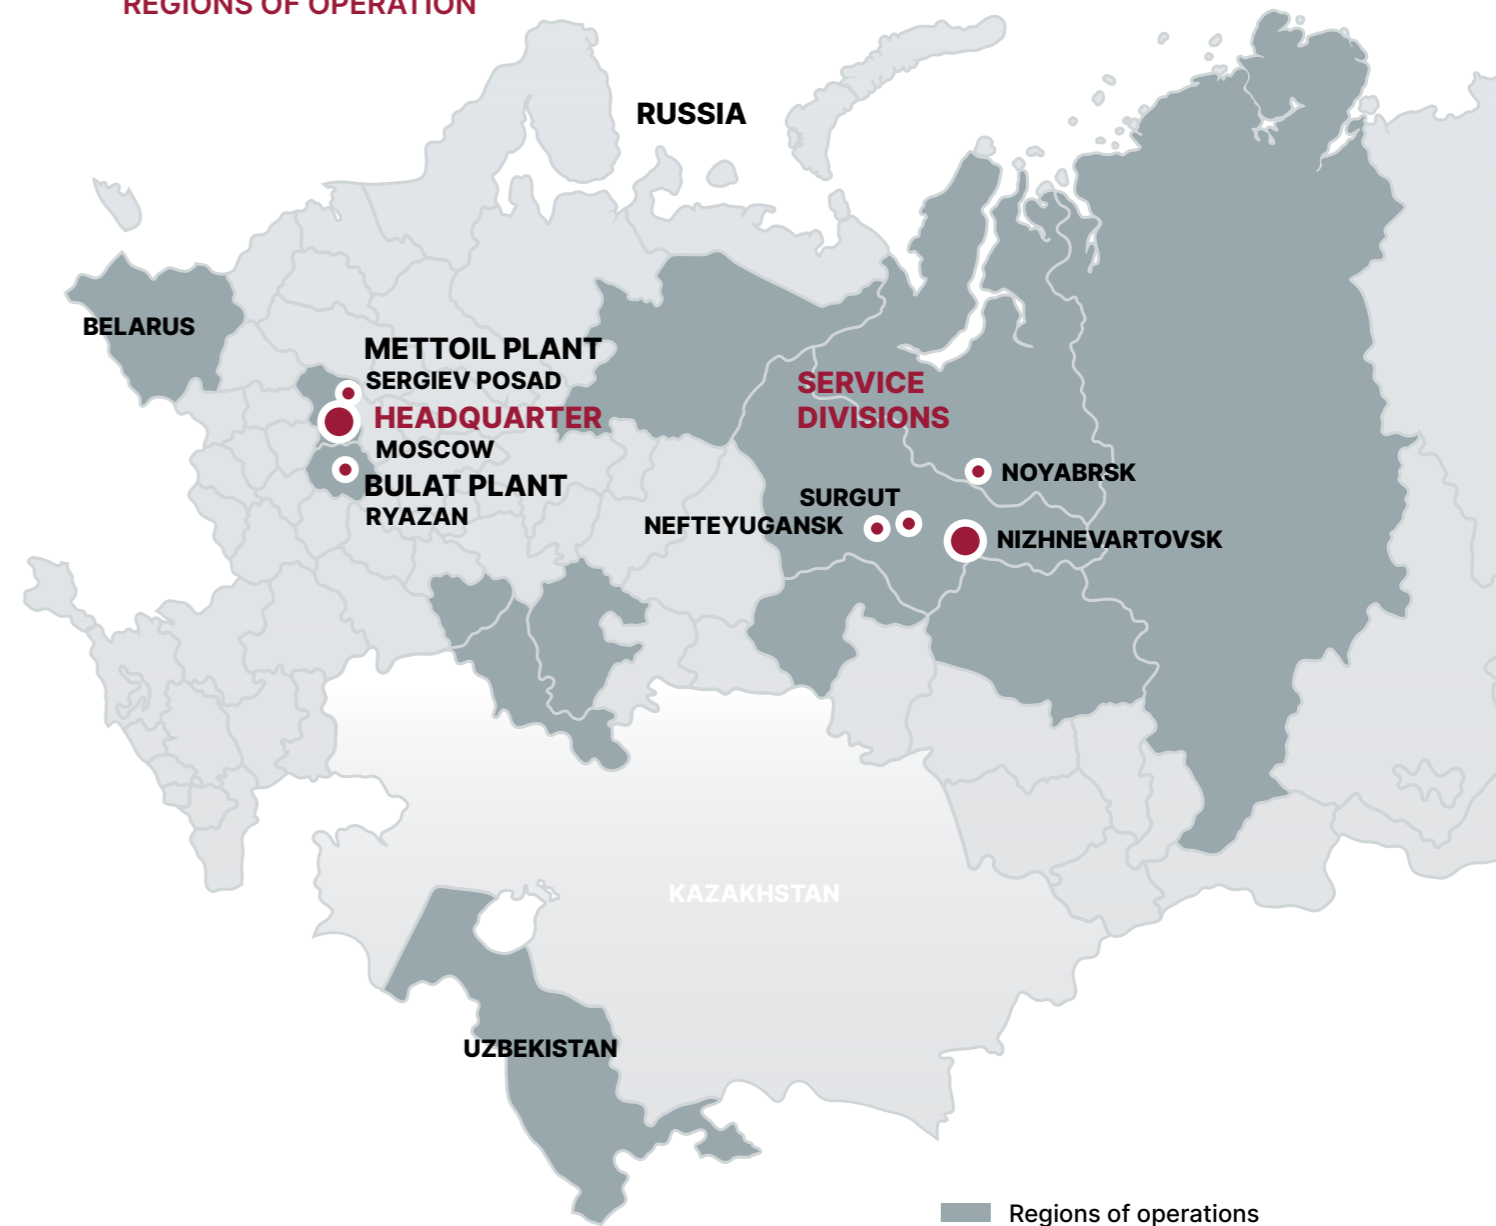 REGIONS OF OPERATION
RUSSIA
BELARUS
METTOIL PLANT
SERGIEV POSAD
HEADQUARTER
MOSCOW
BULAT PLANT
RYAZAN
SERVICE
DIVISIONS
NOYABRSK
SURGUT
NEFTEYUGANSK
NIZHNEVARTOVSK
KAZAKHSTAN
UZBEKISTAN
Regions of operations